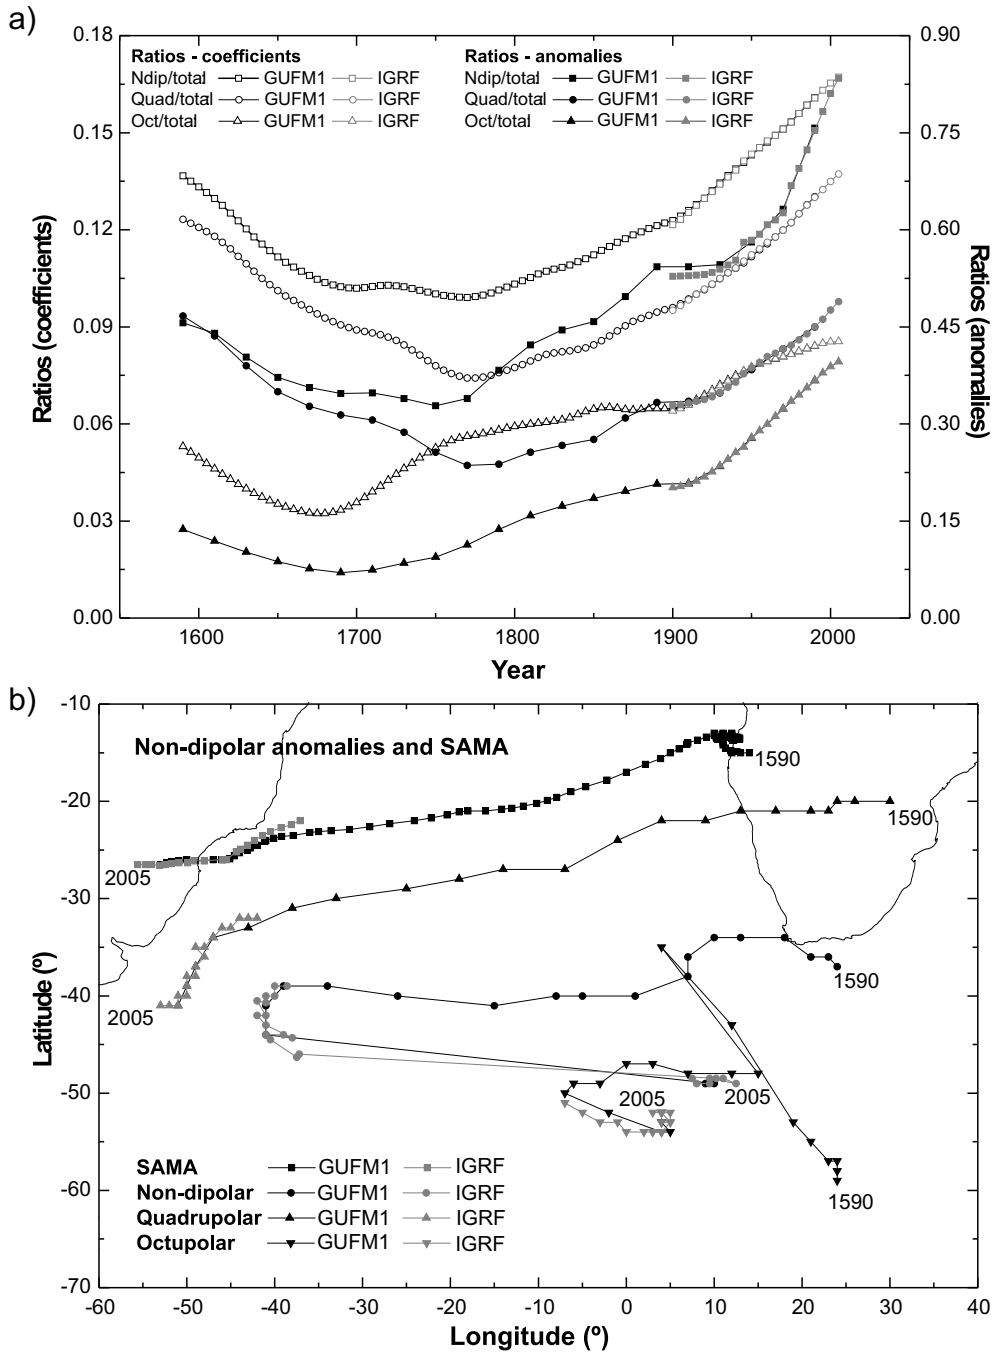 a)
0.18
0.15
0.12
0.09
0.06
0.03
0.00
Ratios (coefficients)
0.90
0.75
0.60
0.45
0.30
0.15
0.00
Ratios (anomalies)
Ratios - coefficients
Ndip/total GUFM1 IGRF
Quad/total GUFM1 IGRF
Oct/total GUFM1 IGRF
Ratios - anomalies
Ndip/total GUFM1 IGRF
Quad/total GUFM1 IGRF
Oct/total GUFM1 IGRF
1600 1700 1800 1900 2000
Year
b)
-10
-20
-30
-40
-50
-60
-70
Latitude (º)
Non-dipolar anomalies and SAMA
1590
1590
2005
1590
2005
2005
2005
1590
SAMA GUFM1 IGRF
Non-dipolar GUFM1 IGRF
Quadrupolar GUFM1 IGRF
Octupolar GUFM1 IGRF
-60 -50 -40 -30 -20 -10 0 10 20 30 40
Longitude (º)